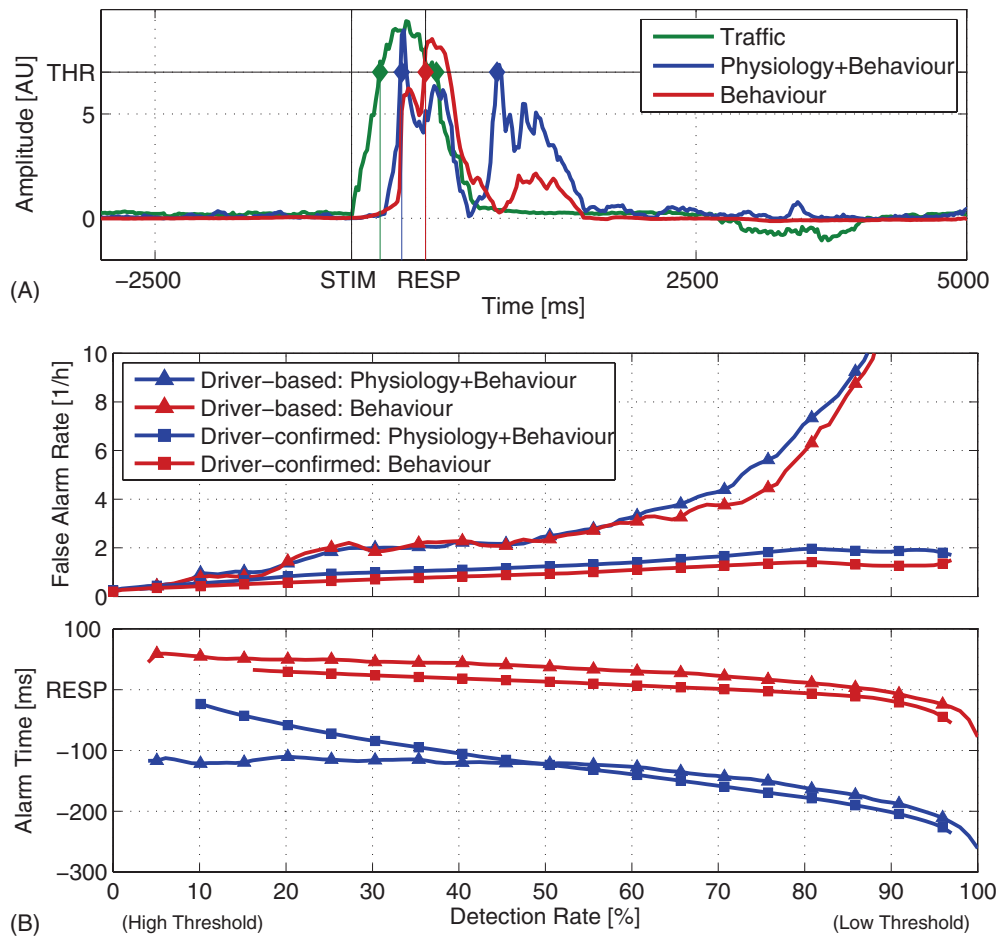 Traffic
Physiology+Behaviour
Behaviour
THR
5
0
Amplitude [AU]
−2500
STIM
RESP
2500
5000
Time [ms]
(A)
10
8
6
4
2
0
False Alarm Rate [1/h]
Driver−based: Physiology+Behaviour
Driver−based: Behaviour
Driver−confirmed: Physiology+Behaviour
Driver−confirmed: Behaviour
100
RESP
−100
−200
−300
Alarm Time [ms]
0 10 20 30 40 50 60 70 80 90 100
(High Threshold)
Detection Rate [%]
(Low Threshold)
(B)